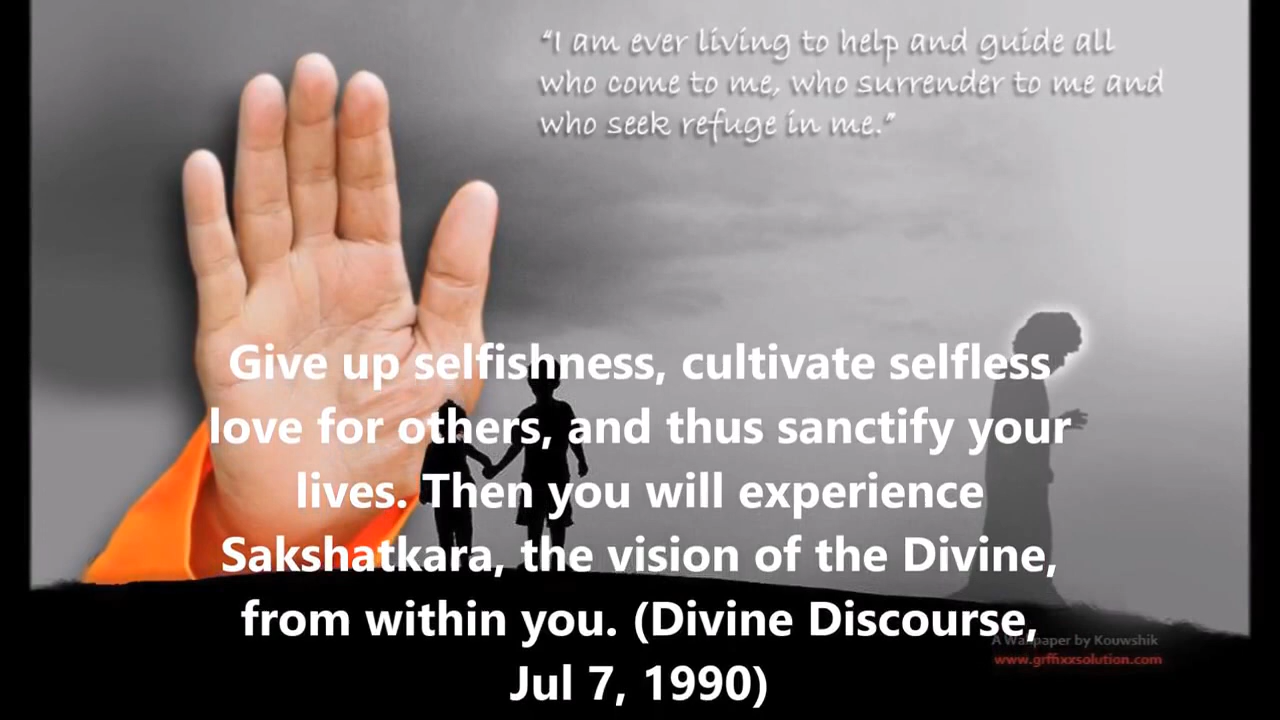 “I am ever living to help and guide all
who come to me, who surrender to me and
who seek refuge in me.”
Give up selfishness, cultivate selfless
love for others, and thus sanctify your
lives. Then you will experience
Sakshatkara, the vision of the Divine,
from within you. (Divine Discourse,
Jul 7, 1990)
A Wallpaper by Kouwshik
www.grffixxsolution.com